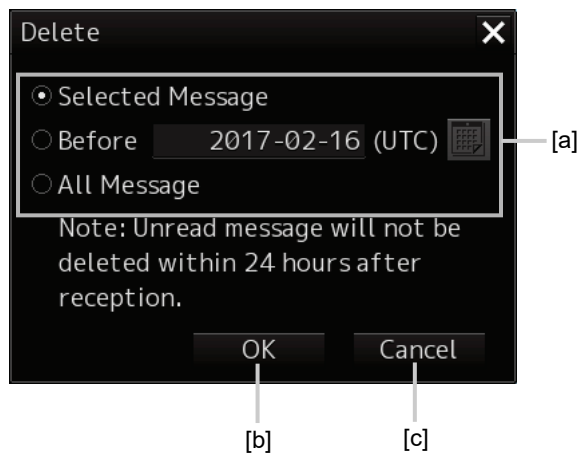 Delete
Selected Message
Before 2017-02-16 (UTC)
[a]
All Message
Note: Unread message will not be
deleted within 24 hours after
reception.
OK Cancel
[b] [c]